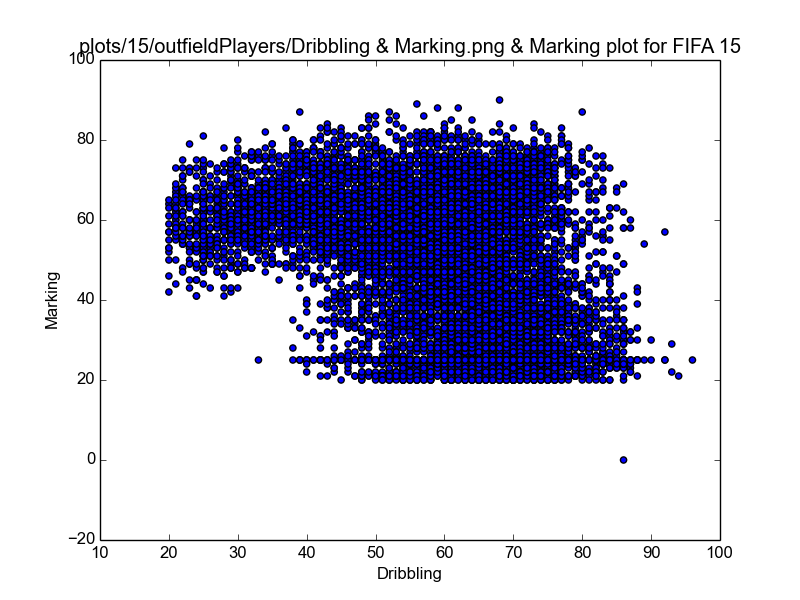 plots/15/outfieldPlayers/Dribbling & Marking.png & Marking plot for FIFA 15
100
80
60
40
20
0
−20
Marking
10 20 30 40 50 60 70 80 90 100
Dribbling